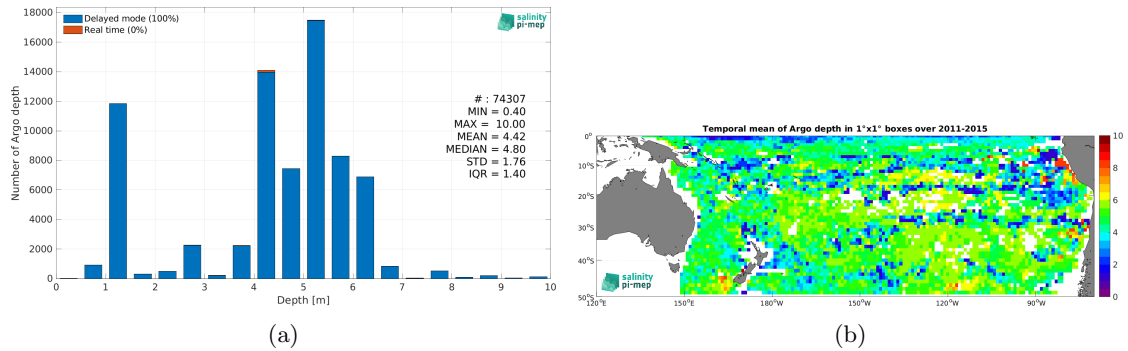 Delayed mode (100%)
Real time (0%)
salinity
pi-mep
18000
16000
14000
12000
10000
8000
6000
4000
2000
0
Number of Argo depth
# : 74307
MIN = 0.40
MAX = 10.00
MEAN = 4.42
MEDIAN = 4.80
STD = 1.76
IQR = 1.40
0 1 2 3 4 5 6 7 8 9 10
Depth [m]
(a)
Temporal mean of Argo depth in 1°x1° boxes over 2011-2015
0°
10°S
20°S
30°S
40°S
50°S
120°E 150°E 180°W 150°W 120°W 90°W
10
8
6
4
2
0
salinity
pi-mep
(b)